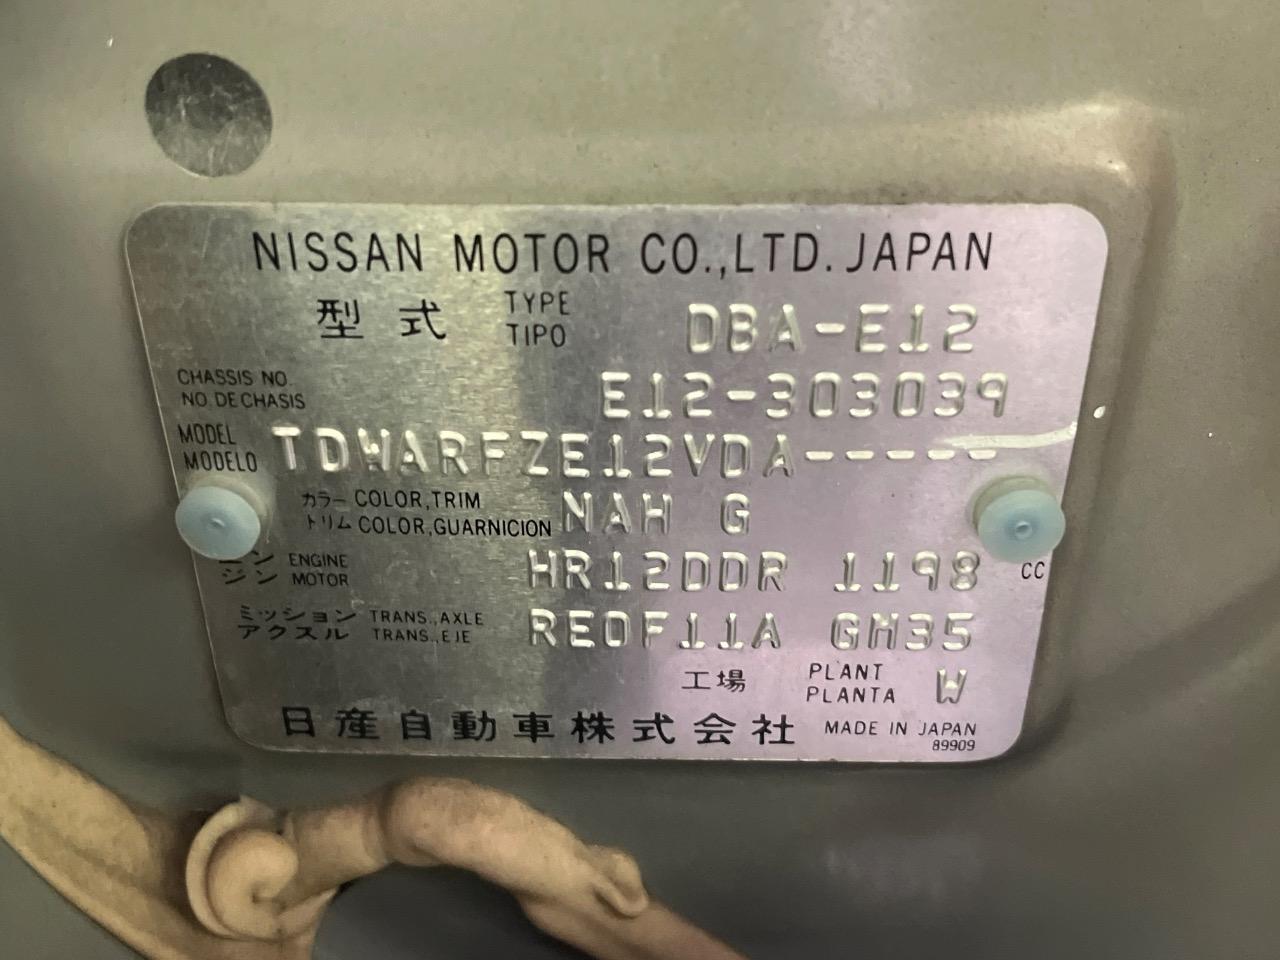 NISSAN MOTOR CO.,LTD. JAPAN
型式 TYPE DBA-E12
TIPO
CHASSIS NO. E12-303039
NO. DE CHASIS
MODEL TDWARFZE12VDA-----
MODELO
カラー COLOR,TRIM NAH G
トリム COLOR,GUARNICION
ン ENGINE HR12DDR 1198 CC
ジン MOTOR
ミッション TRANS.,AXLE RE0F11A GM35
アクスル TRANS.,EJE
工場 PLANT W
PLANTA
日産自動車株式会社 MADE IN JAPAN
89909